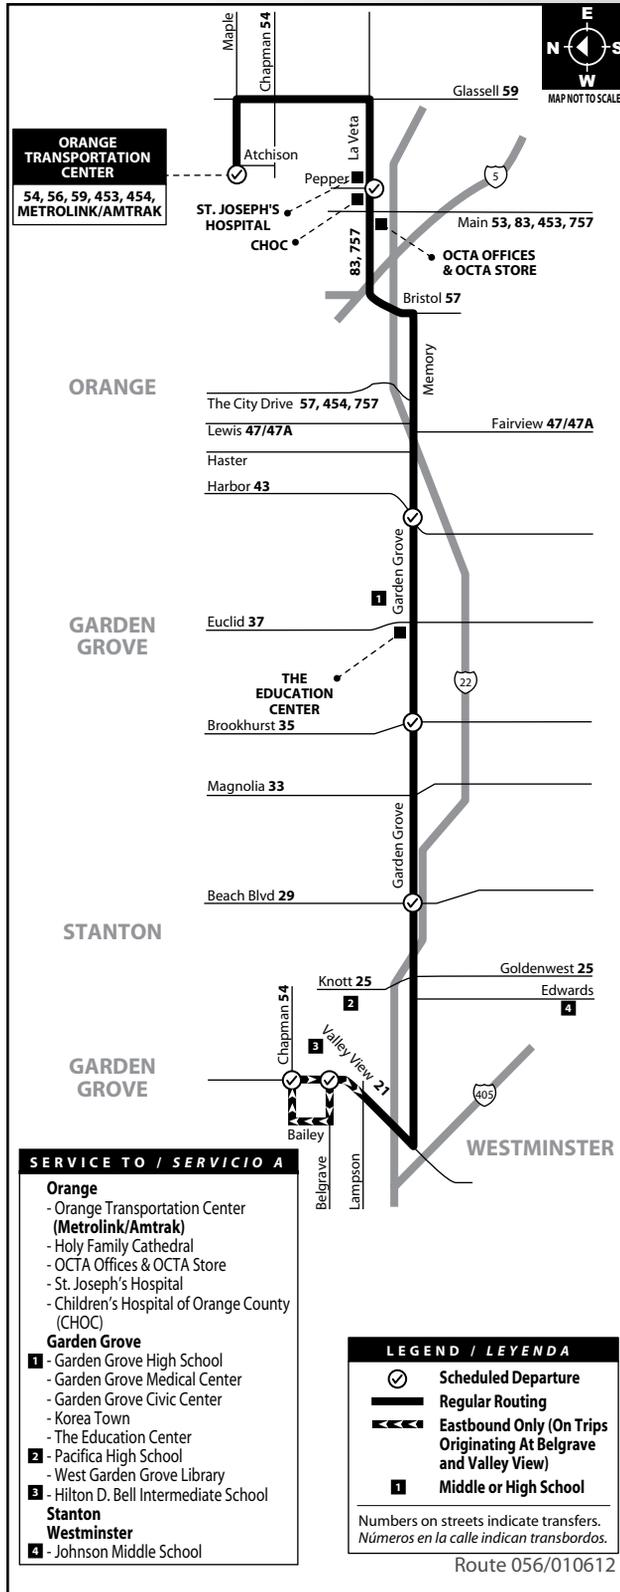 E
N
S
W
MAP NOT TO SCALE
Maple
Chapman 54
Glassell 59
La Veta
ORANGE
TRANSPORTATION
CENTER
54, 56, 59, 453, 454,
METROLINK/AMTRAK
Atchison
Pepper
5
ST. JOSEPH'S
HOSPITAL
CHOC
Main 53, 83, 453, 757
83, 757
OCTA OFFICES
& OCTA STORE
Bristol 57
Memory
ORANGE
The City Drive 57, 454, 757
Lewis 47/47A
Fairview 47/47A
Haster
Harbor 43
Garden Grove
1
GARDEN
GROVE
Euclid 37
THE
EDUCATION
CENTER
22
Brookhurst 35
Magnolia 33
Garden Grove
Beach Blvd 29
STANTON
Goldenwest 25
Knott 25
Edwards
2
4
Chapman 54
3
Valley View 21
GARDEN
GROVE
405
Bailey
WESTMINSTER
Belgrave
Lampson
SERVICE TO / SERVICIO A
Orange
- Orange Transportation Center
(Metrolink/Amtrak)
- Holy Family Cathedral
- OCTA Offices & OCTA Store
- St. Joseph's Hospital
- Children's Hospital of Orange County
(CHOC)
Garden Grove
1 - Garden Grove High School
- Garden Grove Medical Center
- Garden Grove Civic Center
- Korea Town
- The Education Center
2 - Pacifica High School
- West Garden Grove Library
3 - Hilton D. Bell Intermediate School
Stanton
Westminster
4 - Johnson Middle School
LEGEND / LEYENDA
Scheduled Departure
Regular Routing
Eastbound Only (On Trips
Originating At Belgrave
and Valley View)
1 Middle or High School
Numbers on streets indicate transfers.
Números en la calle indican transbordos.
Route 056/010612